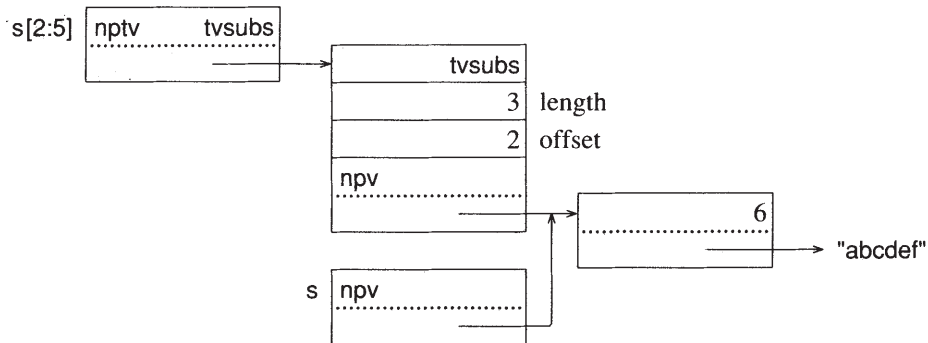 s[2:5] nptv tvsubs
tvsubs
3 length
2 offset
npv
6
"abcdef"
s npv